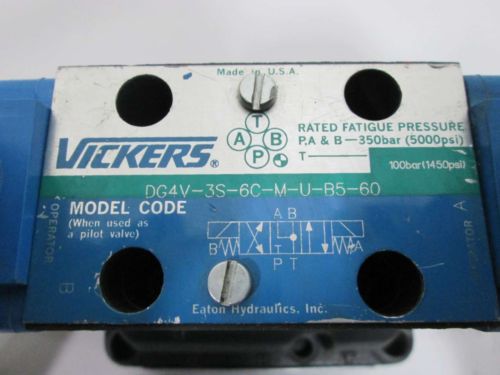 Made in U.S.A.
T
A B
P
VICKERS®
RATED FATIGUE PRESSURE
P,A & B—350bar (5000psi)
T—
100bar(1450psi)
DG4V-3S-6C-M-U-B5-60
MODEL CODE
(When used as
a pilot valve)
OPERATOR
B
A
A B
B A
T
P T
Eaton Hydraulics, Inc.